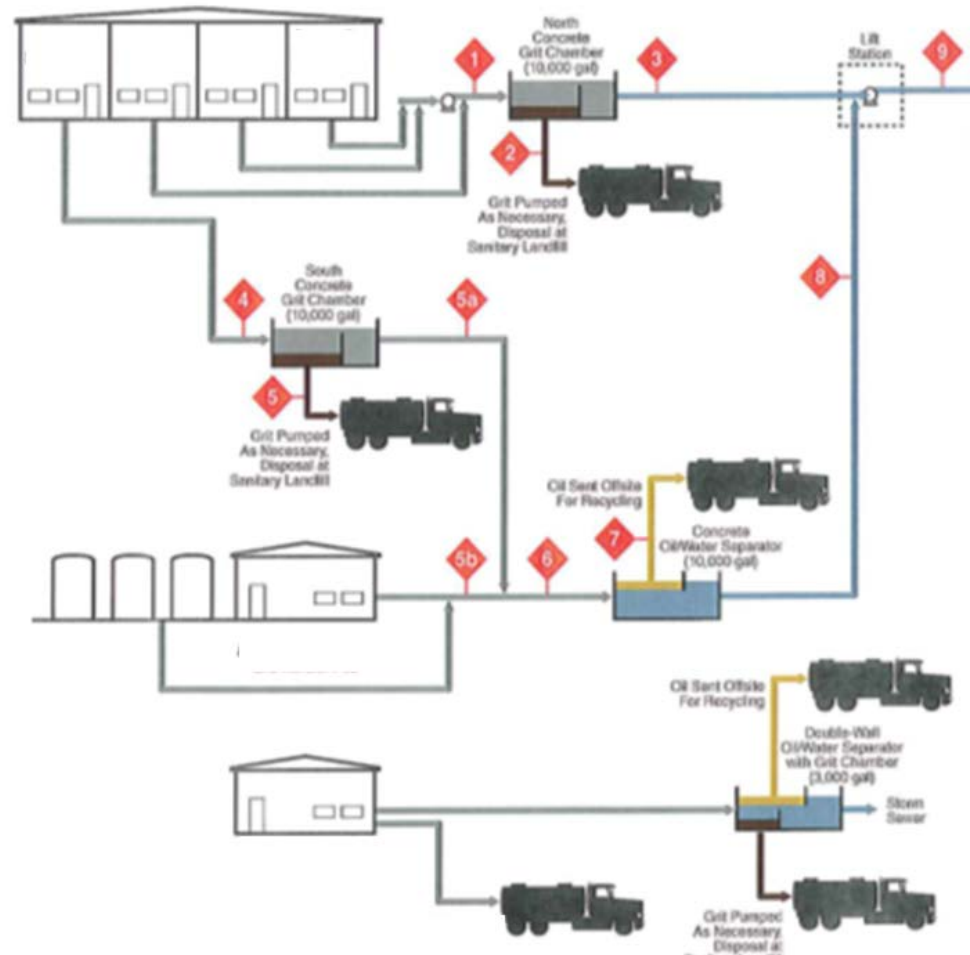 North
Concrete
Grit Chamber
(10,000 gal)
Lift
Station
1
3
9
2
Grit Pumped
As Necessary,
Disposal at
Sanitary Landfill
8
South
Concrete
Grit Chamber
(10,000 gal)
4
5a
5
Grit Pumped
As Necessary,
Disposal at
Sanitary Landfill
Oil Sent Offsite
For Recycling
7
Concrete
Oil/Water Separator
(10,000 gal)
5b
6
Oil Sent Offsite
For Recycling
Double-Wall
Oil/Water Separator
with Grit Chamber
(3,000 gal)
Storm
Sewer
Grit Pumped
As Necessary,
Disposal at